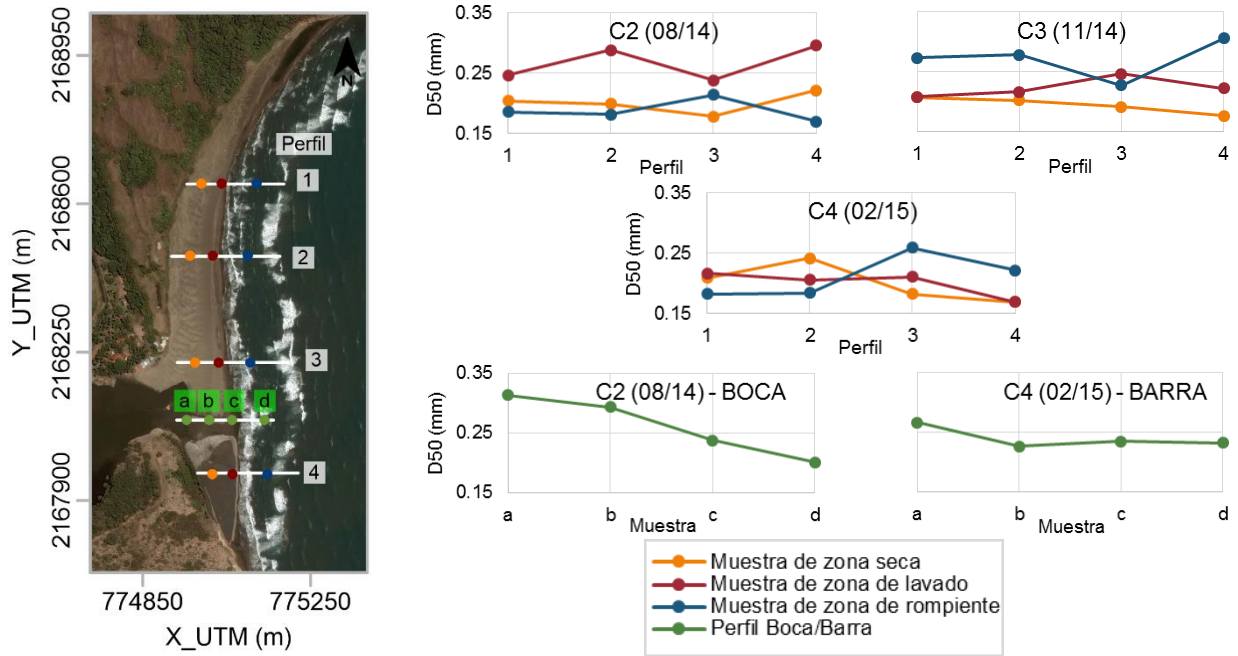 2168950
2168600
2168250
2167900
Y_UTM (m)
N
Perfil
1
2
3
a b c d
4
774850 775250
X_UTM (m)
C2 (08/14)
D50 (mm)
0.35
0.25
0.15
1 2 3 4
Perfil
C3 (11/14)
1 2 3 4
Perfil
C4 (02/15)
D50 (mm)
0.35
0.25
0.15
1 2 3 4
Perfil
C2 (08/14) - BOCA
D50 (mm)
0.35
0.25
0.15
a b c d
Muestra
C4 (02/15) - BARRA
a b c d
Muestra
Muestra de zona seca
Muestra de zona de lavado
Muestra de zona de rompiente
Perfil Boca/Barra